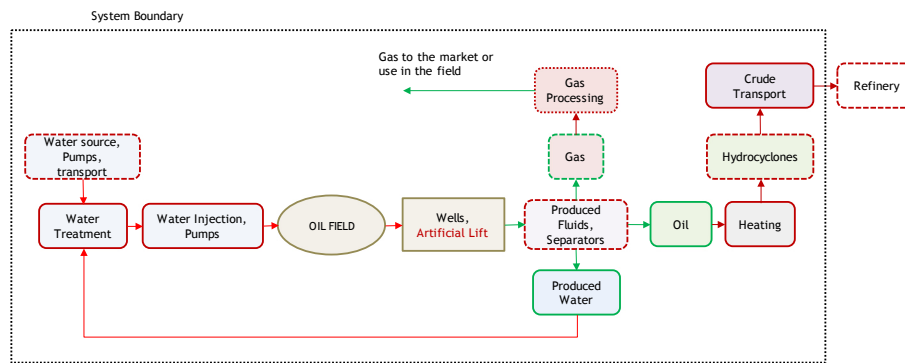 System Boundary
Gas to the market or
use in the field
Gas
Processing
Crude
Transport
Refinery
Water source,
Pumps,
transport
Gas
Hydrocyclones
Water
Treatment
Water Injection,
Pumps
OIL FIELD
Wells,
Artificial Lift
Produced
Fluids,
Separators
Oil
Heating
Produced
Water